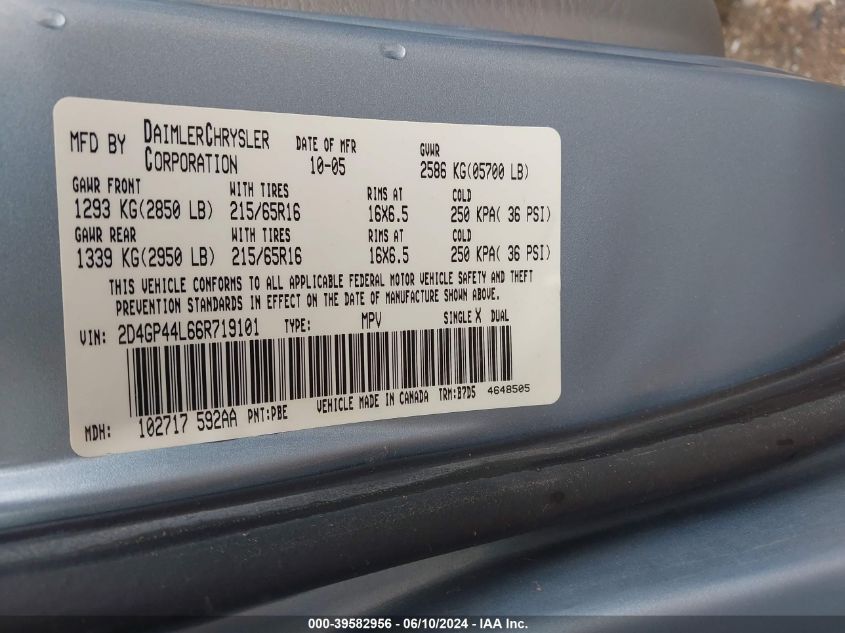 MFD BY DAIMLERCHRYSLER CORPORATION DATE OF MFR 10-05 GVWR 2586 KG(05700 LB)
GAWR FRONT WITH TIRES RIMS AT COLD
1293 KG(2850 LB) 215/65R16 16X6.5 250 KPA( 36 PSI)
GAWR REAR WITH TIRES RIMS AT COLD
1339 KG(2950 LB) 215/65R16 16X6.5 250 KPA( 36 PSI)
THIS VEHICLE CONFORMS TO ALL APPLICABLE FEDERAL MOTOR VEHICLE SAFETY AND THEFT
PREVENTION STANDARDS IN EFFECT ON THE DATE OF MANUFACTURE SHOWN ABOVE.
VIN: 2D4GP44L66R719101 TYPE: MPV SINGLE X DUAL
MDH: 102717 592AA PNT:PBE VEHICLE MADE IN CANADA TRM:B7D5 4648505
000-39582956 - 06/10/2024 - IAA Inc.